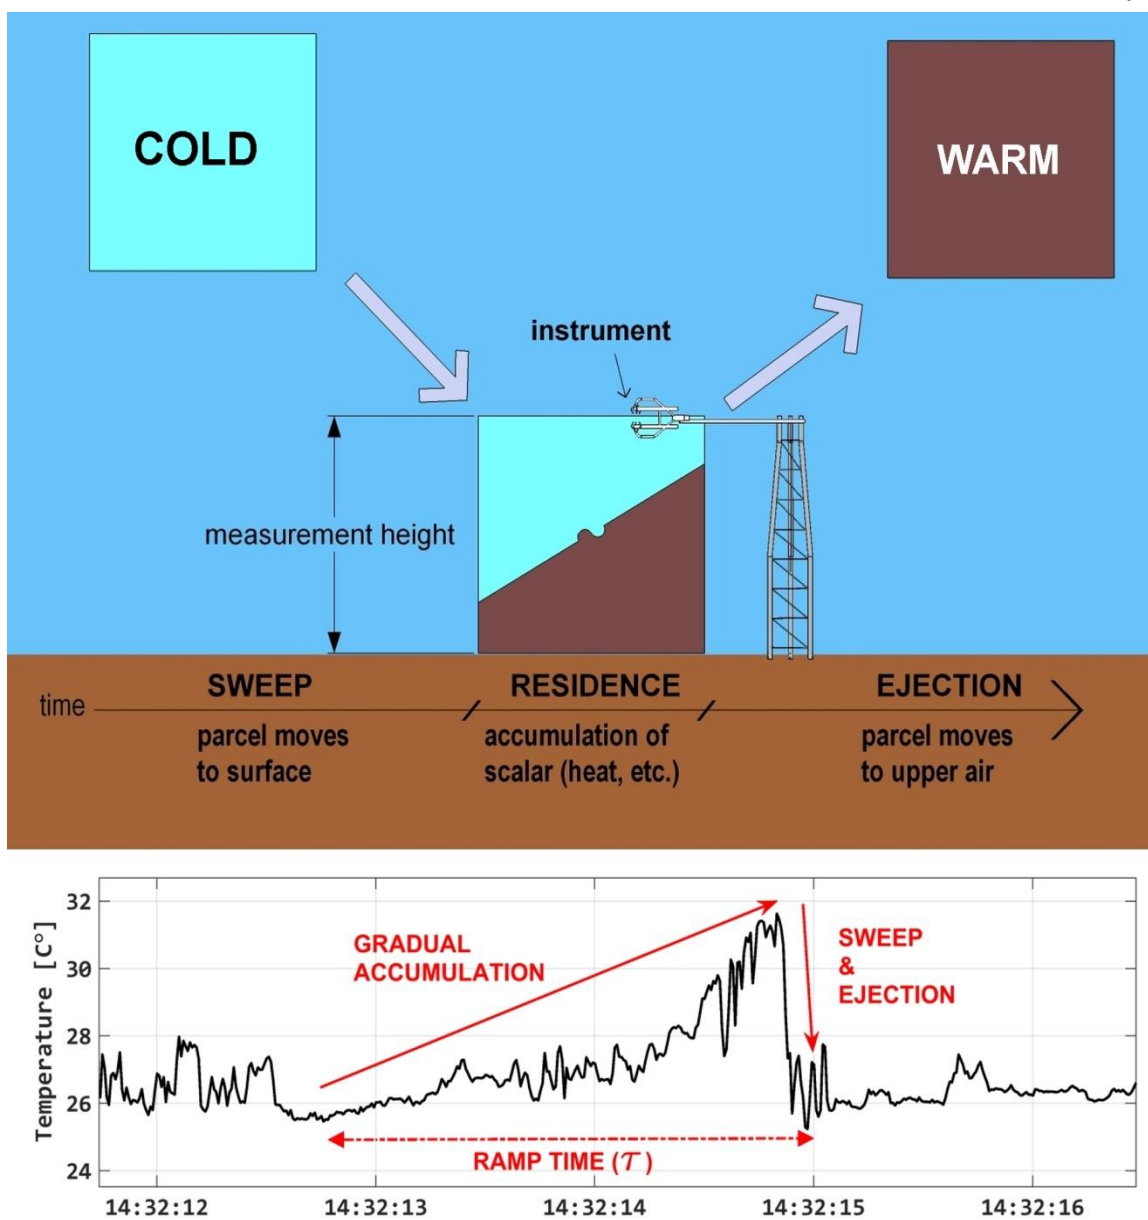 COLD
WARM
instrument
measurement height
time
SWEEP
RESIDENCE
EJECTION
parcel moves
to surface
accumulation of
scalar (heat, etc.)
parcel moves
to upper air
Temperature [C°]
32
30
28
26
24
GRADUAL
ACCUMULATION
SWEEP
&
EJECTION
RAMP TIME (τ)
14:32:12
14:32:13
14:32:14
14:32:15
14:32:16